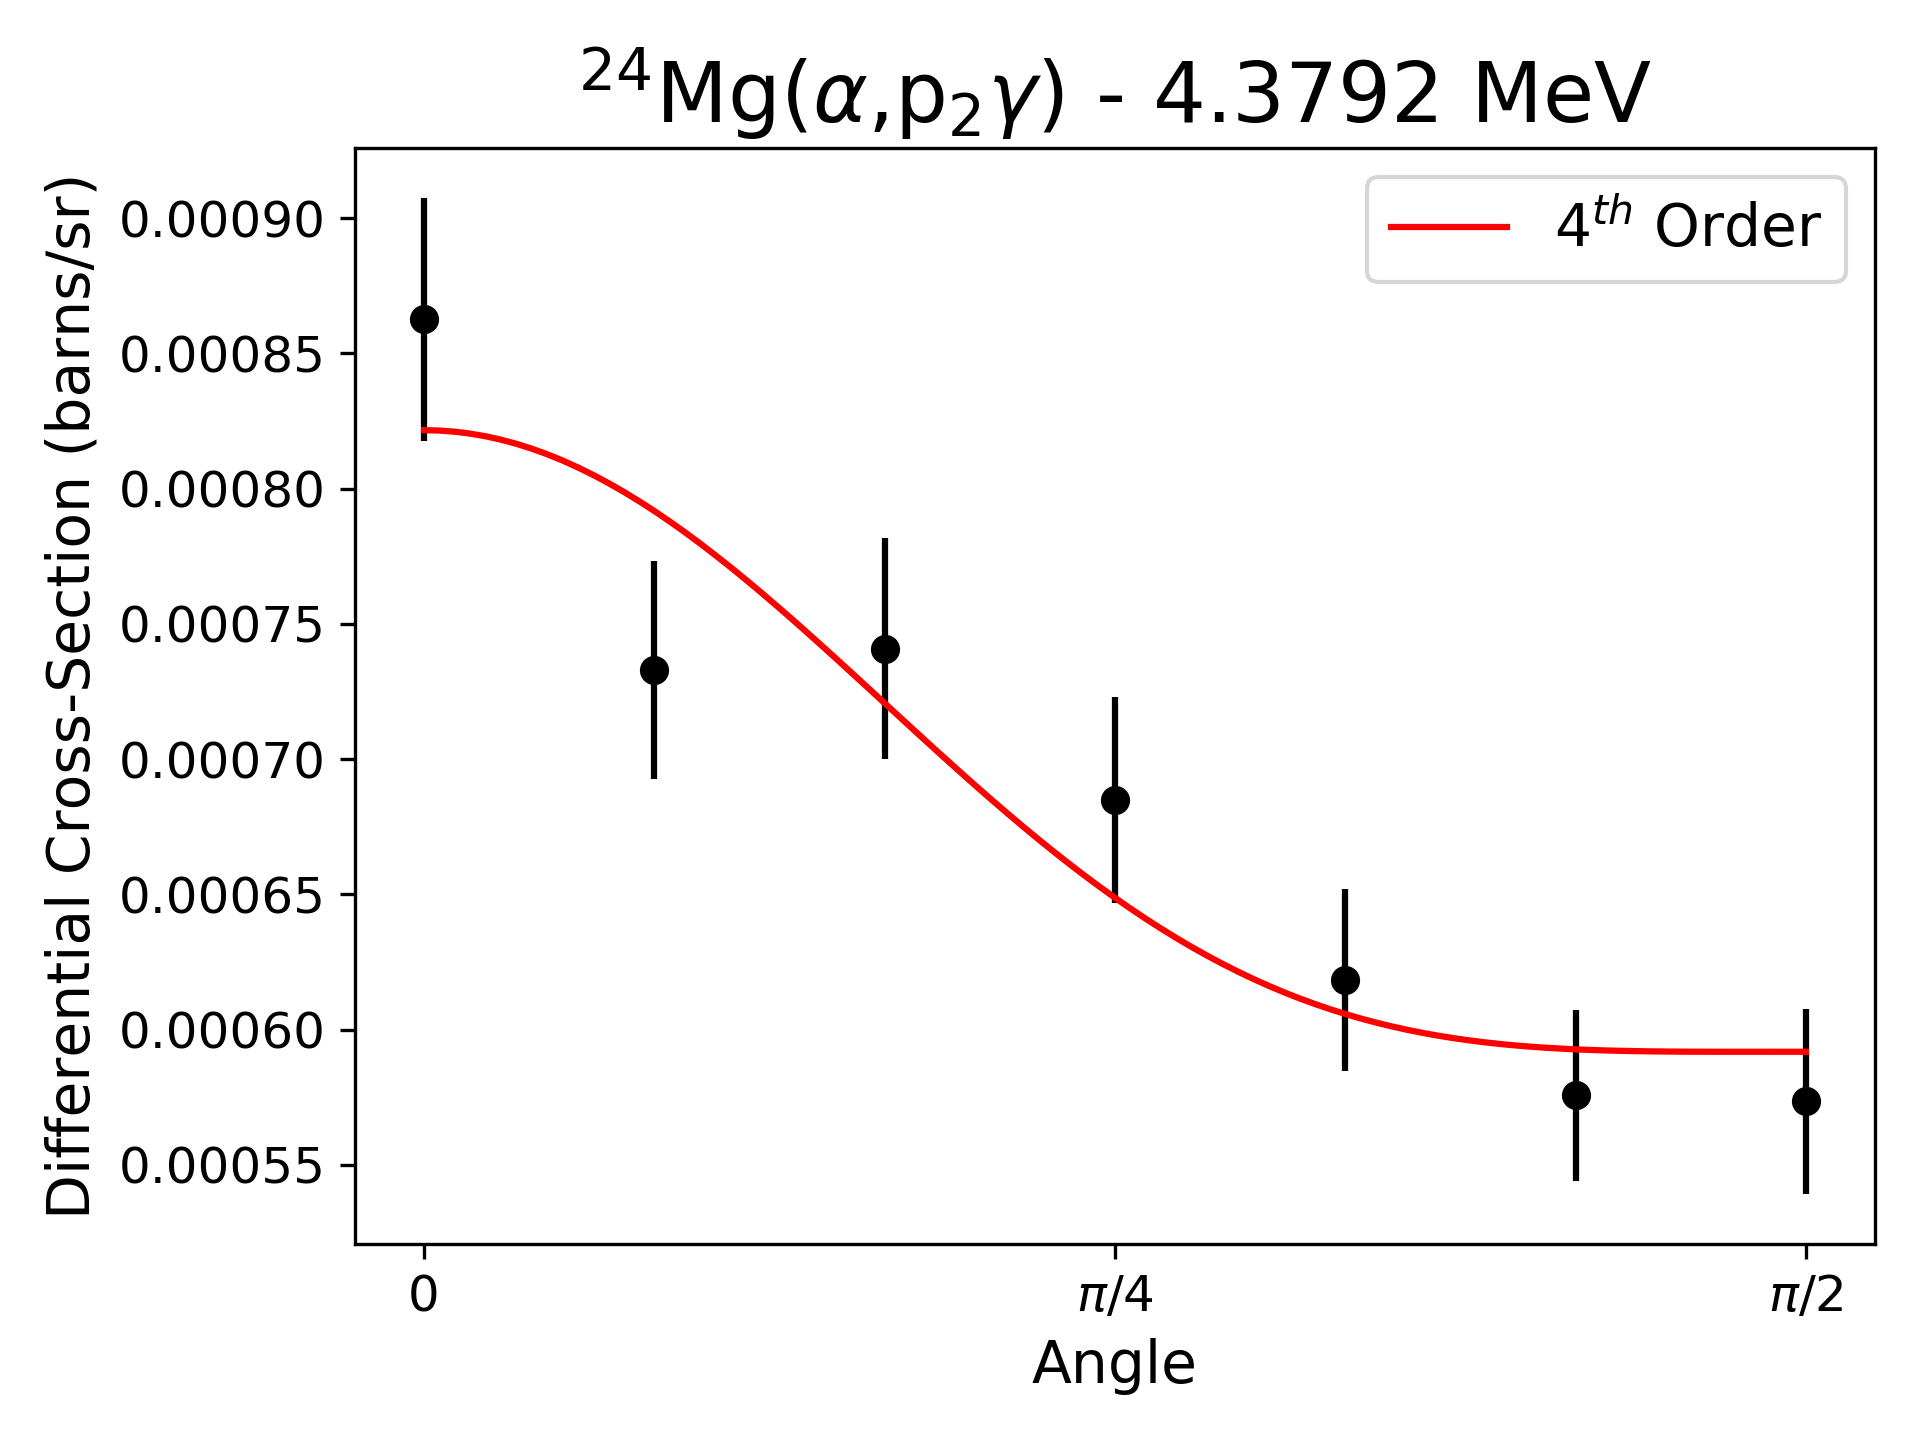 ²⁴Mg(α,p₂γ) - 4.3792 MeV
4ᵗʰ Order
Differential Cross-Section (barns/sr)
0.00090
0.00085
0.00080
0.00075
0.00070
0.00065
0.00060
0.00055
0 π/4 π/2
Angle